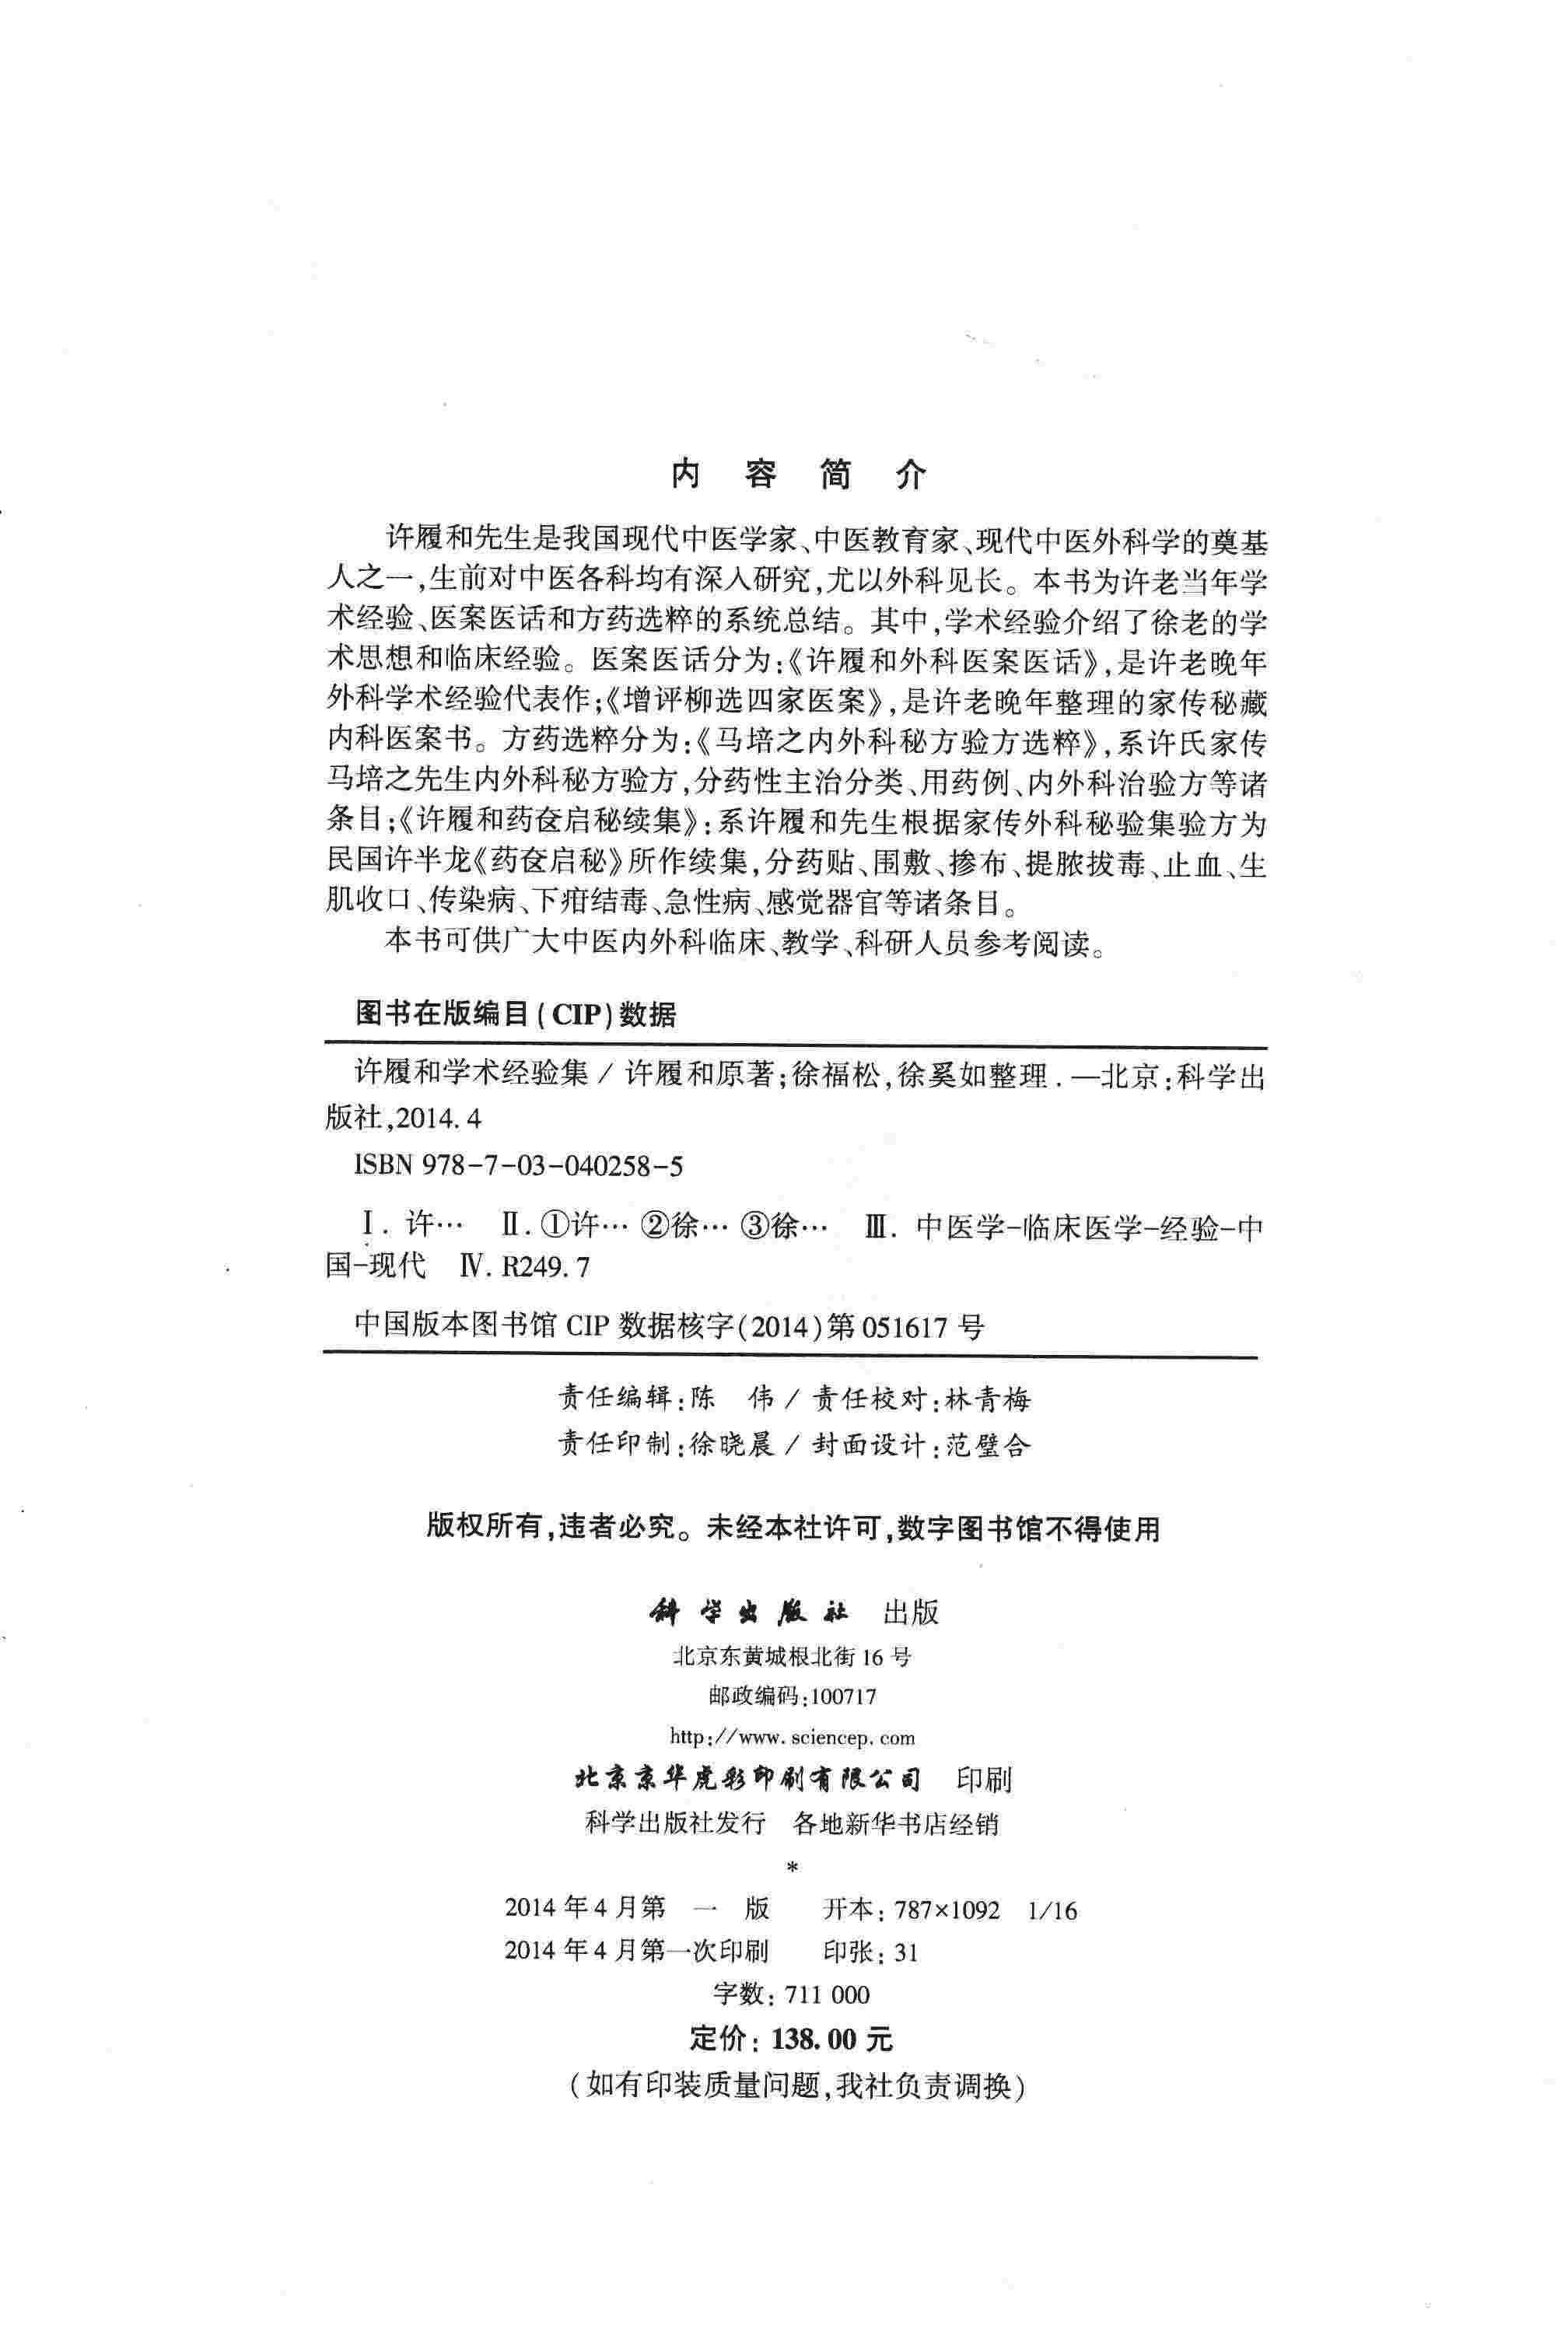 内 容 简 介
许履和先生是我国现代中医学家、中医教育家、现代中医外科学的奠基
人之一,生前对中医各科均有深入研究,尤以外科见长。本书为许老当年学
术经验、医案医话和方药选粹的系统总结。其中,学术经验介绍了徐老的学
术思想和临床经验。医案医话分为:《许履和外科医案医话》,是许老晚年
外科学术经验代表作;《增评柳选四家医案》,是许老晚年整理的家传秘藏
内科医案书。方药选粹分为:《马培之内外科秘方验方选粹》,系许氏家传
马培之先生内外科秘方验方,分药性主治分类、用药例、内外科治验方等诸
条目;《许履和药奁启秘续集》:系许履和先生根据家传外科秘验集验方为
民国许半龙《药奁启秘》所作续集,分药贴、围敷、掺布、提脓拔毒、止血、生
肌收口、传染病、下疳结毒、急性病、感觉器官等诸条目。
本书可供广大中医内外科临床、教学、科研人员参考阅读。
图书在版编目(CIP)数据
许履和学术经验集 / 许履和原著;徐福松,徐奚如整理.—北京:科学出
版社,2014.4
ISBN 978-7-03-040258-5
Ⅰ. 许… Ⅱ.①许… ②徐… ③徐… Ⅲ. 中医学-临床医学-经验-中
国-现代 Ⅳ. R249.7
中国版本图书馆 CIP 数据核字(2014)第 051617 号
责任编辑:陈 伟 / 责任校对:林青梅
责任印制:徐晓晨 / 封面设计:范璧合
版权所有,违者必究。未经本社许可,数字图书馆不得使用
科学出版社 出版
北京东黄城根北街 16 号
邮政编码:100717
http://www.sciencep.com
北京京华虎彩印刷有限公司 印刷
科学出版社发行 各地新华书店经销
*
2014 年 4 月第 一 版 开本: 787×1092 1/16
2014 年 4 月第一次印刷 印张: 31
字数: 711 000
定价: 138.00 元
(如有印装质量问题,我社负责调换)